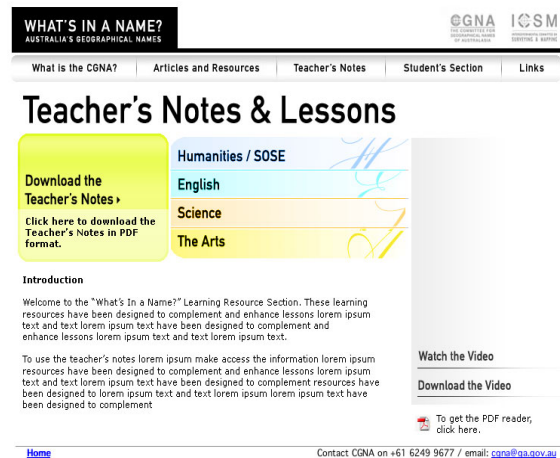 WHAT'S IN A NAME?
AUSTRALIA'S GEOGRAPHICAL NAMES
CGNA
THE COMMITTEE FOR
GEOGRAPHICAL NAMES
OF AUSTRALASIA
ICSM
SURVEYING & MAPPING
What is the CGNA? Articles and Resources Teacher's Notes Student's Section Links
Teacher's Notes & Lessons
Download the
Teacher's Notes
Click here to download the
Teacher's Notes in PDF
format.
Humanities / SOSE
English
Science
The Arts
Introduction
Welcome to the "What's In a Name?" Learning Resource Section. These learning
resources have been designed to complement and enhance lessons lorem ipsum
text and text lorem ipsum text have been designed to complement and
enhance lessons lorem ipsum text and text lorem ipsum text.
To use the teacher's notes lorem ipsum make access the information lorem ipsum
resources have been designed to complement and enhance lessons lorem ipsum
text and text lorem ipsum text have been designed to complement resources have
been designed to lorem ipsum text and text lorem ipsum text have
been designed to complement
Watch the Video
Download the Video
To get the PDF reader,
click here.
Home
Contact CGNA on +61 6249 9677 / email: cgna@ga.gov.au